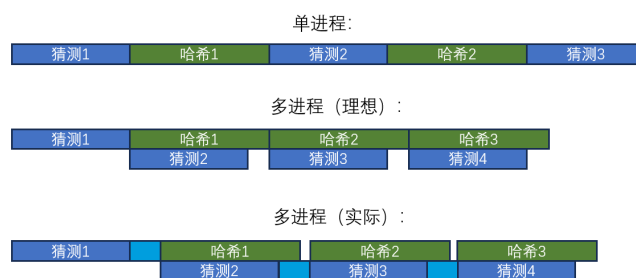 单进程：
猜测1 哈希1 猜测2 哈希2 猜测3
多进程（理想）：
猜测1 哈希1 哈希2 哈希3
猜测2 猜测3 猜测4
多进程（实际）：
猜测1 哈希1 哈希2 哈希3
猜测2 猜测3 猜测4